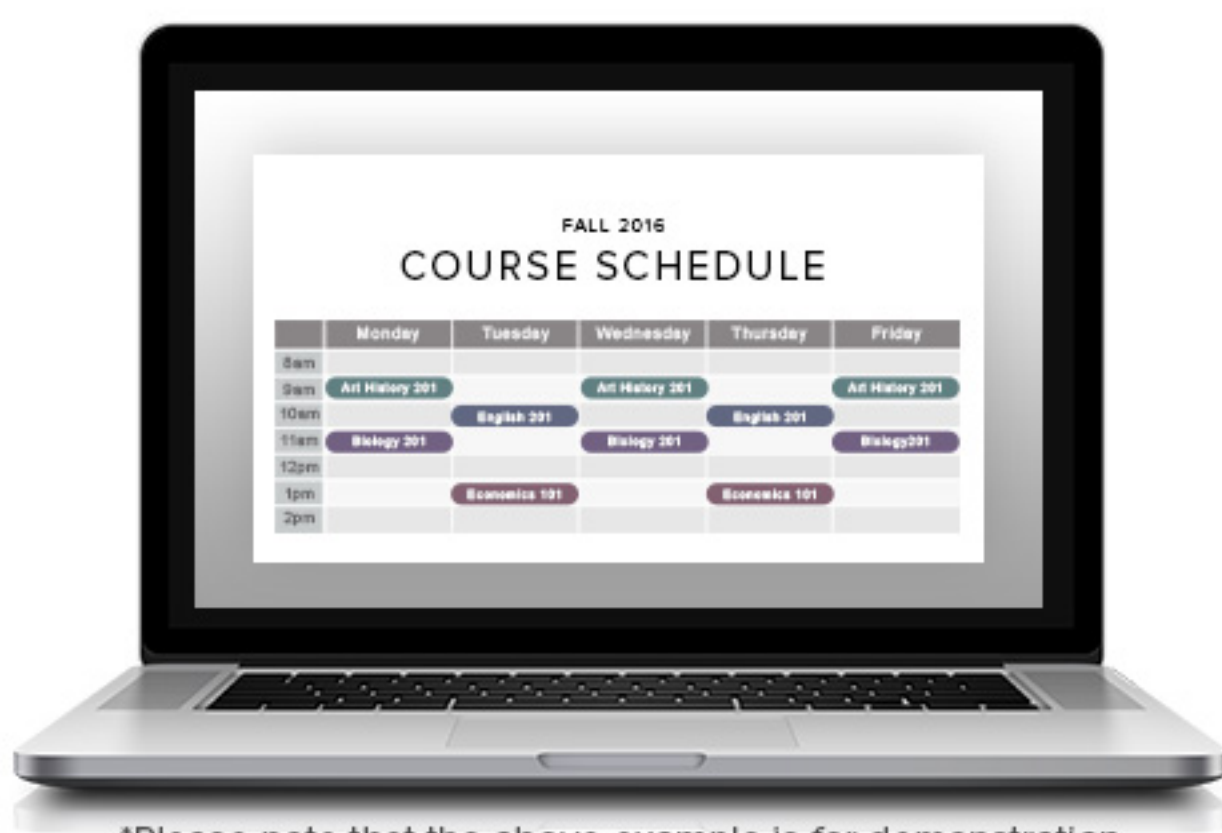 FALL 2016
COURSE SCHEDULE
Monday Tuesday Wednesday Thursday Friday
8am
9am Art History 201 Art History 201 Art History 201
10am English 201 English 201
11am Biology 201 Biology 201 Biology201
12pm
1pm Economics 101 Economics 101
2pm
*Please note that the above example is for demonstration